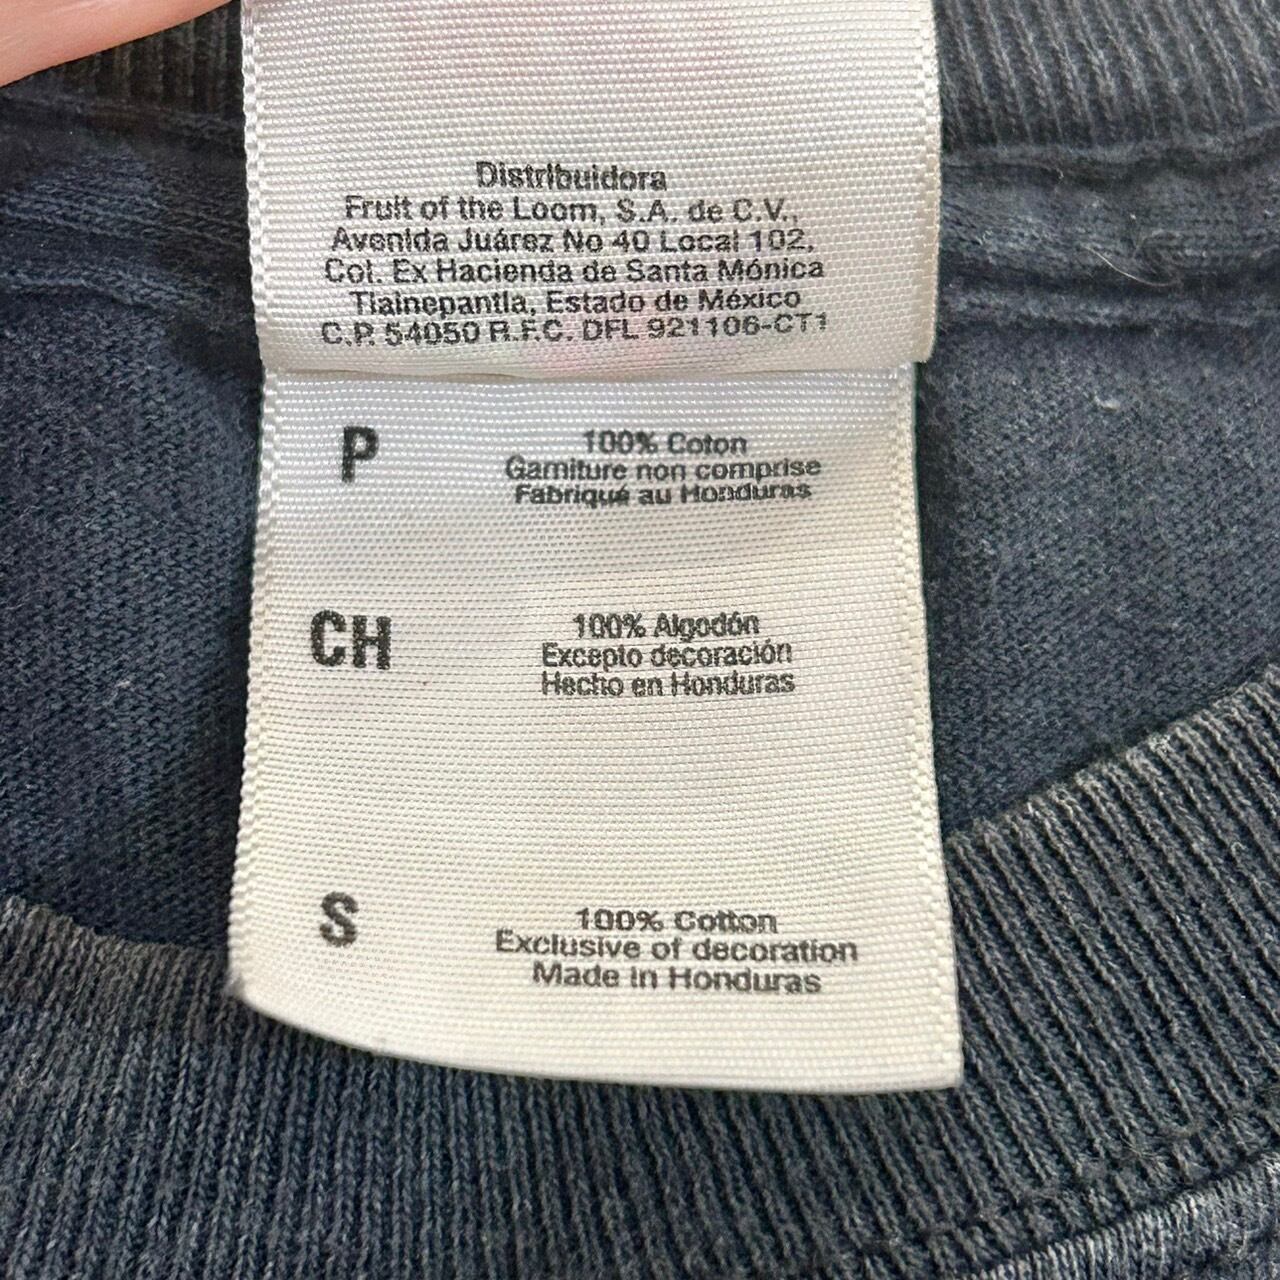 Distribuidora
Fruit of the Loom, S.A. de C.V.,
Avenida Juárez No 40 Local 102,
Col. Ex Hacienda de Santa Mónica
Tlalnepantla, Estado de México
C.P. 54050 R.F.C. DFL 921106-CT1
P
100% Coton
Garniture non comprise
Fabriqué au Honduras
CH
100% Algodón
Excepto decoración
Hecho en Honduras
S
100% Cotton
Exclusive of decoration
Made in Honduras